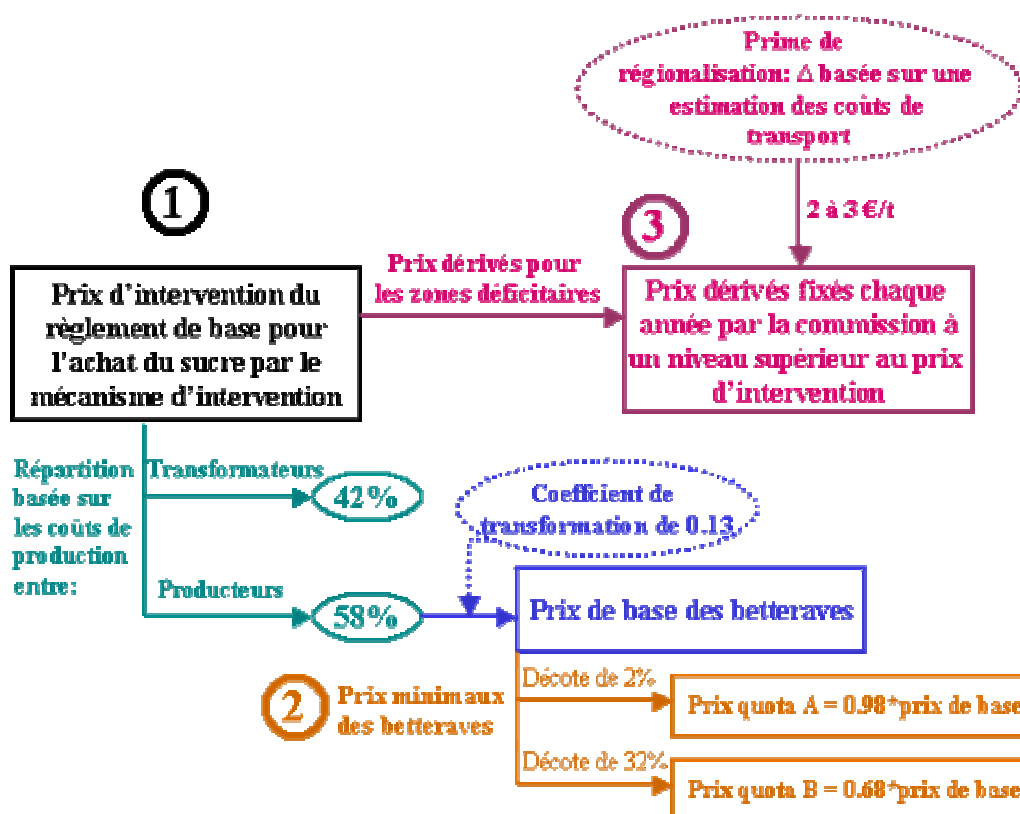 Prime de
régionalisation: Δ basée sur une
estimation des coûts de
transport
1
2 à 3 €/t
3
Prix d'intervention du
règlement de base pour
l'achat du sucre par le
mécanisme d'intervention
Prix dérivés pour
les zones déficitaires
Prix dérivés fixés chaque
année par la commission à
un niveau supérieur au prix
d'intervention
Répartition
basée sur
les coûts de
production
entre:
Transformateurs
42%
Coeffcient de
transformation de 0.13
Producteurs
58%
Prix de base des betteraves
2
Prix minimaux
des betteraves
Décote de 2%
Prix quota A = 0.98*prix de base
Décote de 32%
Prix quota B = 0.68*prix de base